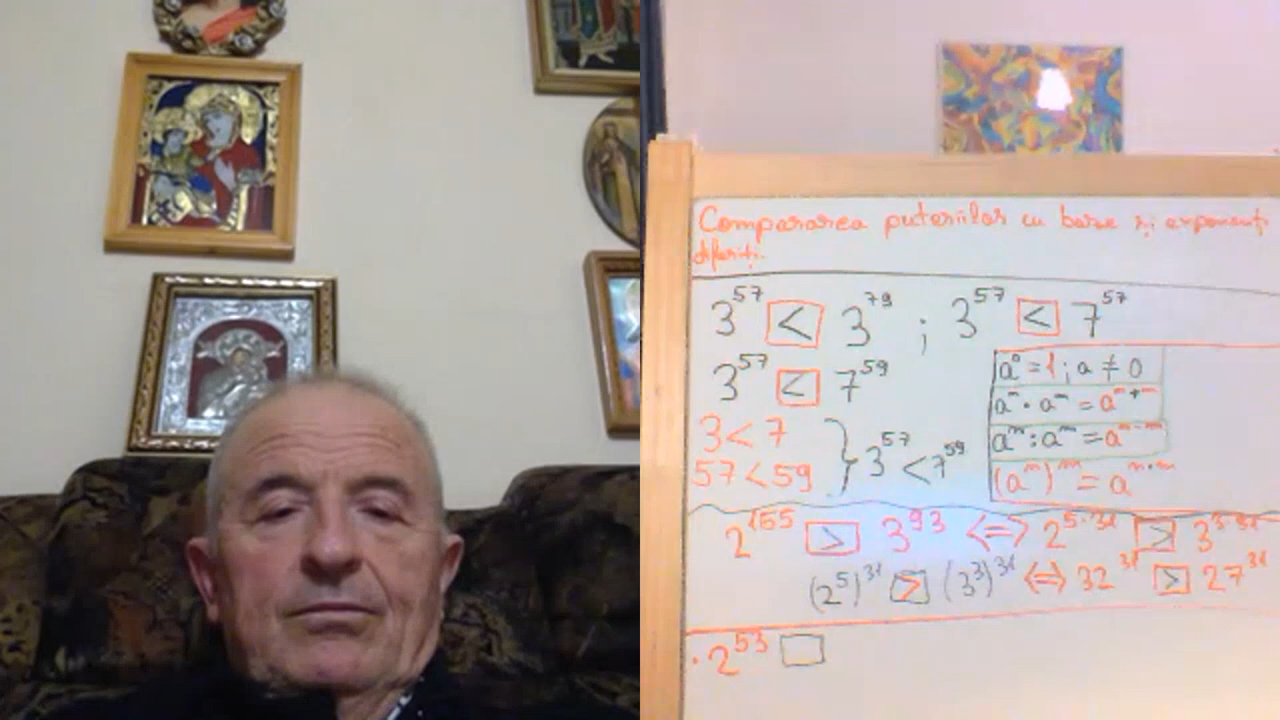 Compararea puterilor cu baze și exponenți
diferiți.
3^57 < 3^79 ; 3^57 < 7^57
3^57 < 7^59
3 < 7
57 < 59 } 3^57 < 7^59
a^0 = 1 ; a ≠ 0
a^n · a^m = a^n+m
a^m : a^m = a^m-m
(a^n)^m = a^n·m
2^155 > 3^93 <=> 2^5·31 > 3^3·31
(2^5)^31 > (3^3)^31 <=> 32^31 > 27^31
· 2^53 □